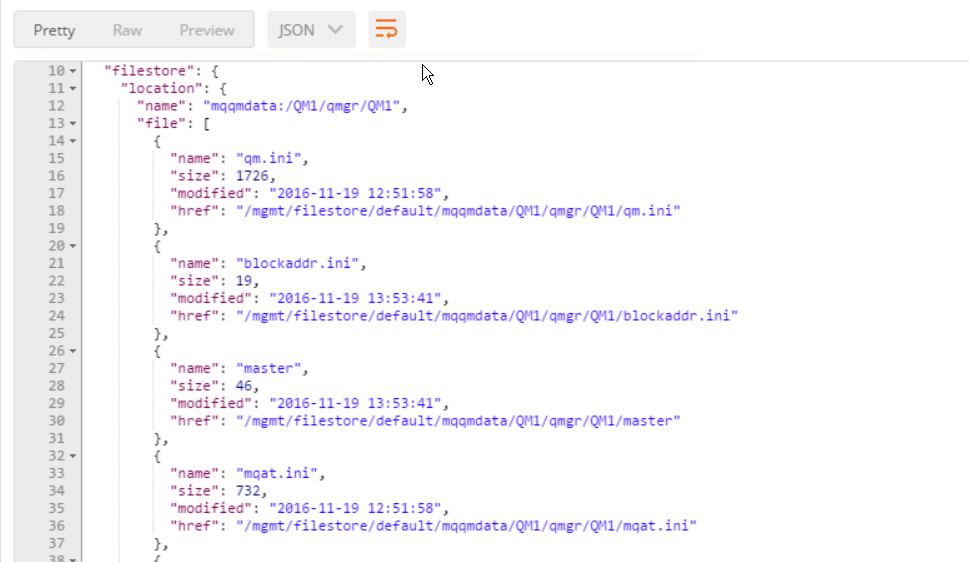 Pretty Raw Preview JSON
10 "filestore": {
11 "location": {
12 "name": "mqqmdata:/QM1/qmgr/QM1",
13 "file": [
14 {
15 "name": "qm.ini",
16 "size": 1726,
17 "modified": "2016-11-19 12:51:58",
18 "href": "/mgmt/filestore/default/mqqmdata/QM1/qmgr/QM1/qm.ini"
19 },
20 {
21 "name": "blockaddr.ini",
22 "size": 19,
23 "modified": "2016-11-19 13:53:41",
24 "href": "/mgmt/filestore/default/mqqmdata/QM1/qmgr/QM1/blockaddr.ini"
25 },
26 {
27 "name": "master",
28 "size": 46,
29 "modified": "2016-11-19 13:53:41",
30 "href": "/mgmt/filestore/default/mqqmdata/QM1/qmgr/QM1/master"
31 },
32 {
33 "name": "mqat.ini",
34 "size": 732,
35 "modified": "2016-11-19 12:51:58",
36 "href": "/mgmt/filestore/default/mqqmdata/QM1/qmgr/QM1/mqat.ini"
37 },
38 {